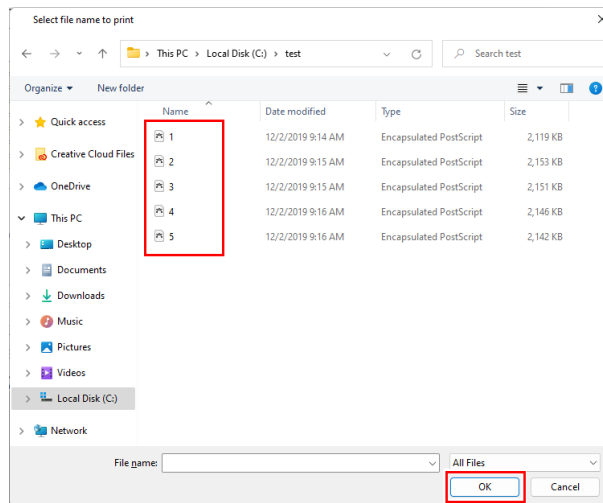 Select file name to print
This PC > Local Disk (C:) > test
Search test
Organize
New folder
Name
Date modified
Type
Size
Quick access
Creative Cloud Files
OneDrive
This PC
Desktop
Documents
Downloads
Music
Pictures
Videos
Local Disk (C:)
Network
1 12/2/2019 9:14 AM Encapsulated PostScript 2,119 KB
2 12/2/2019 9:15 AM Encapsulated PostScript 2,153 KB
3 12/2/2019 9:15 AM Encapsulated PostScript 2,151 KB
4 12/2/2019 9:16 AM Encapsulated PostScript 2,146 KB
5 12/2/2019 9:16 AM Encapsulated PostScript 2,142 KB
File name:
All Files
OK
Cancel